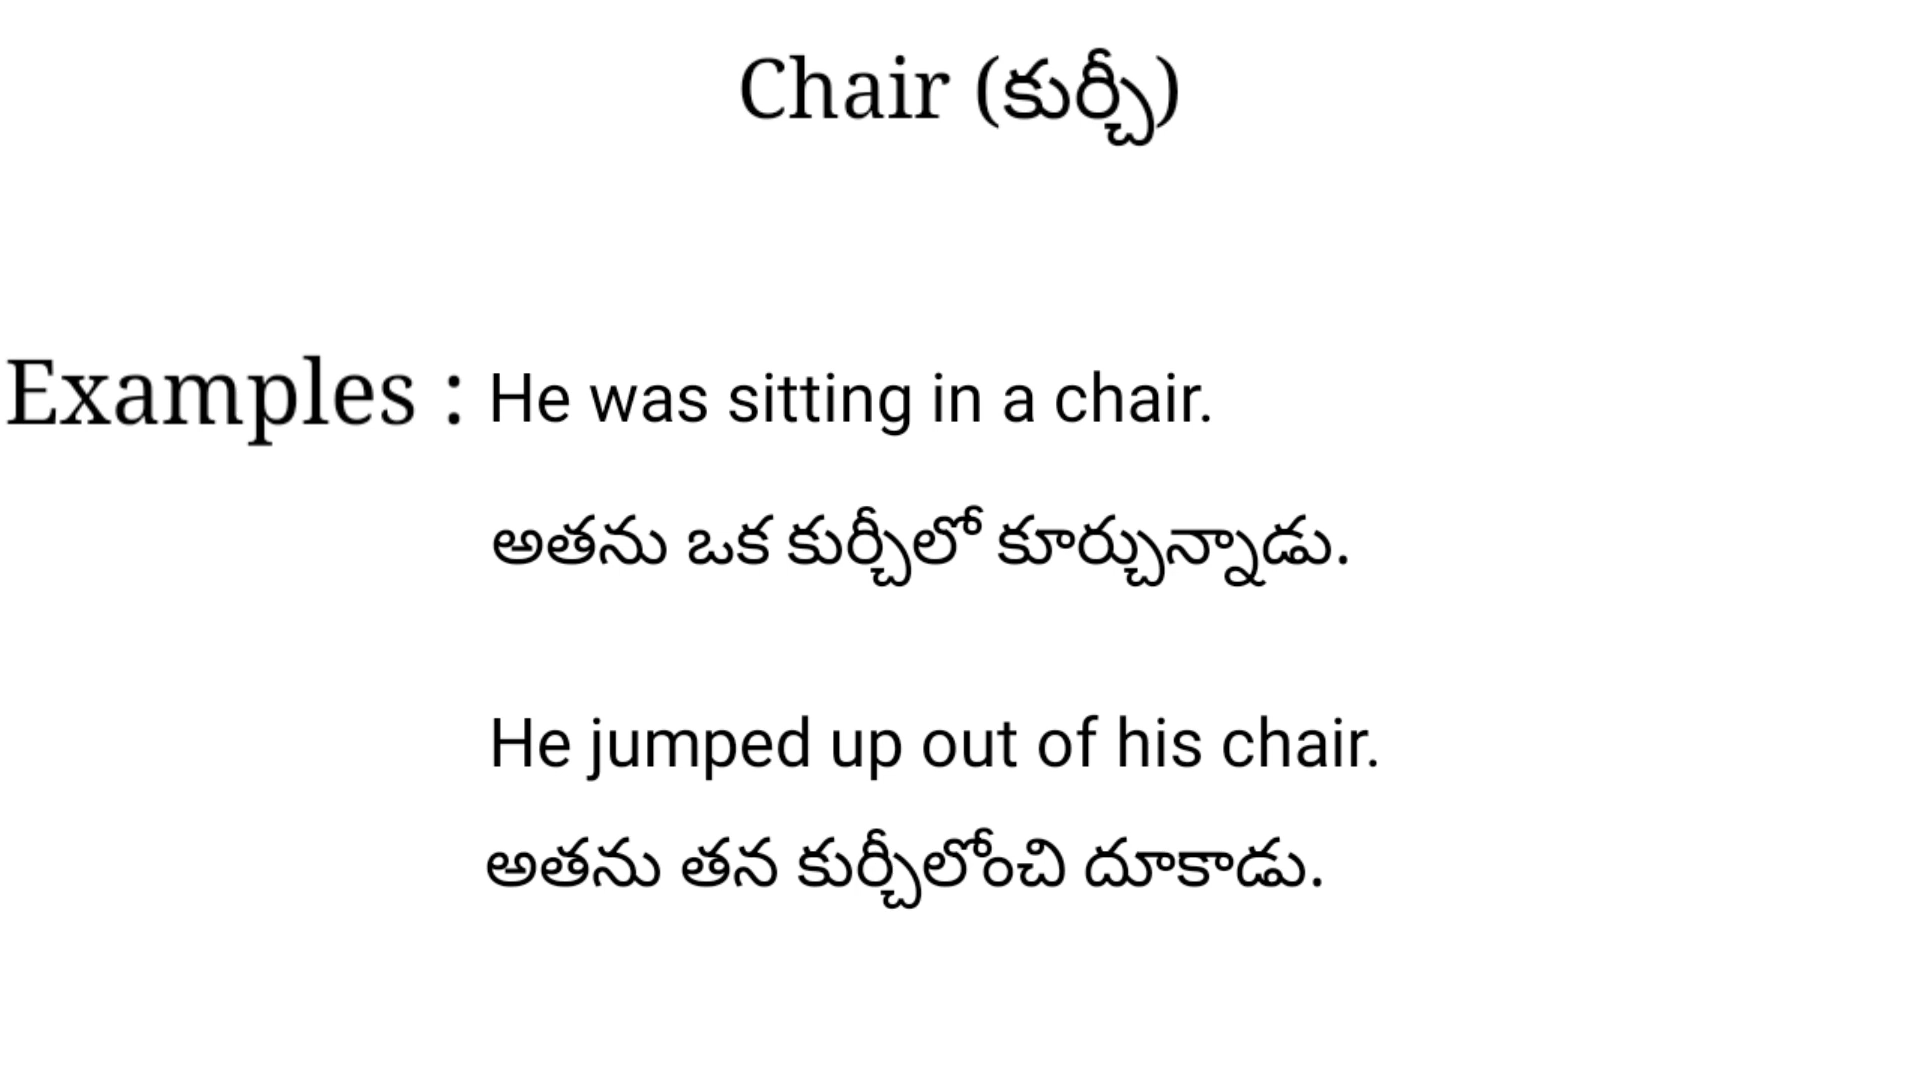 Chair (కుర్చీ)
Examples : He was sitting in a chair.
అతను ఒక కుర్చీలో కూర్చున్నాడు.
He jumped up out of his chair.
అతను తన కుర్చీలోంచి దూకాడు.